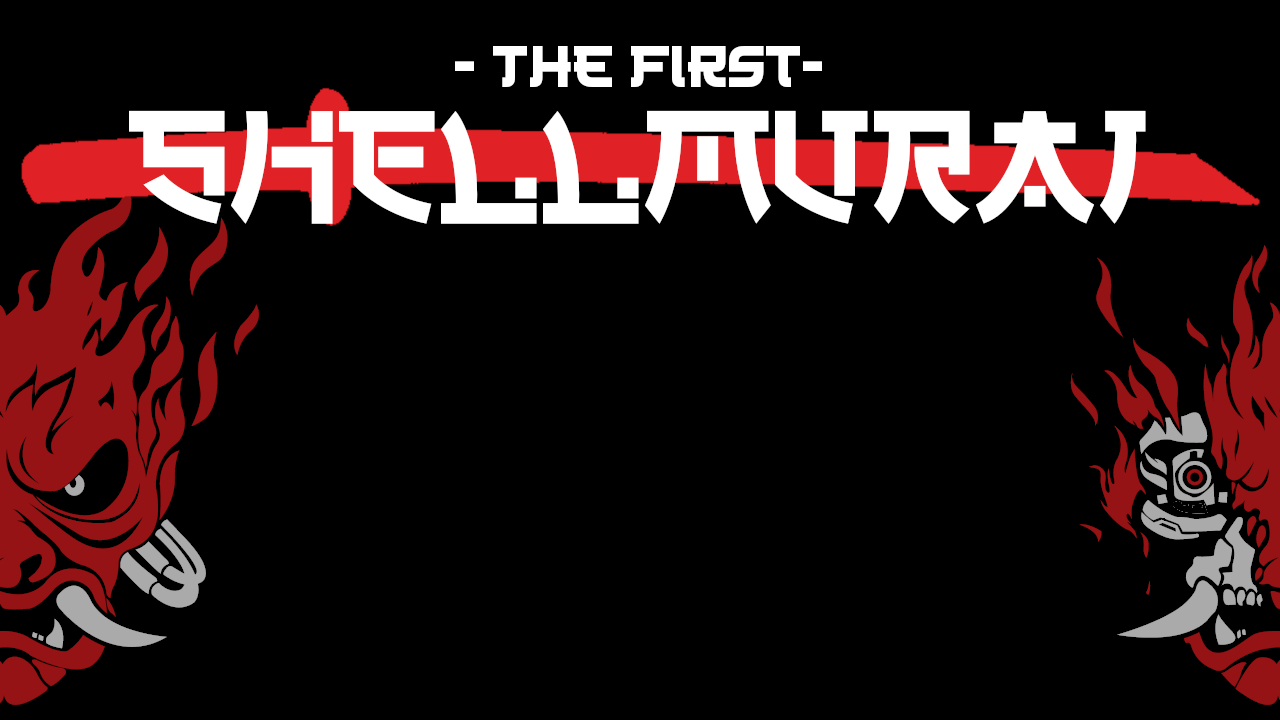 - THE FIRST-
SHELLMURAI